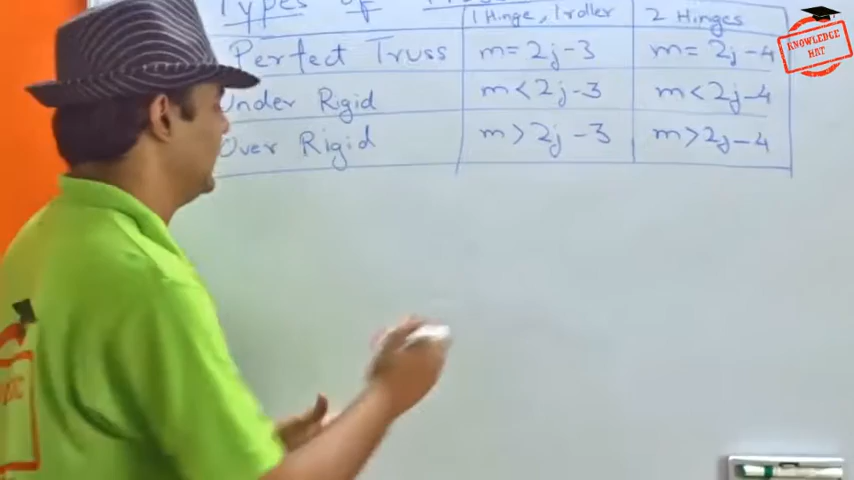 Types of
1 Hinge, 1 roller 2 Hinges
Perfect Truss m = 2j - 3 m = 2j - 4
Under Rigid m < 2j - 3 m < 2j - 4
Over Rigid m > 2j - 3 m > 2j - 4
KNOWLEDGE HAT